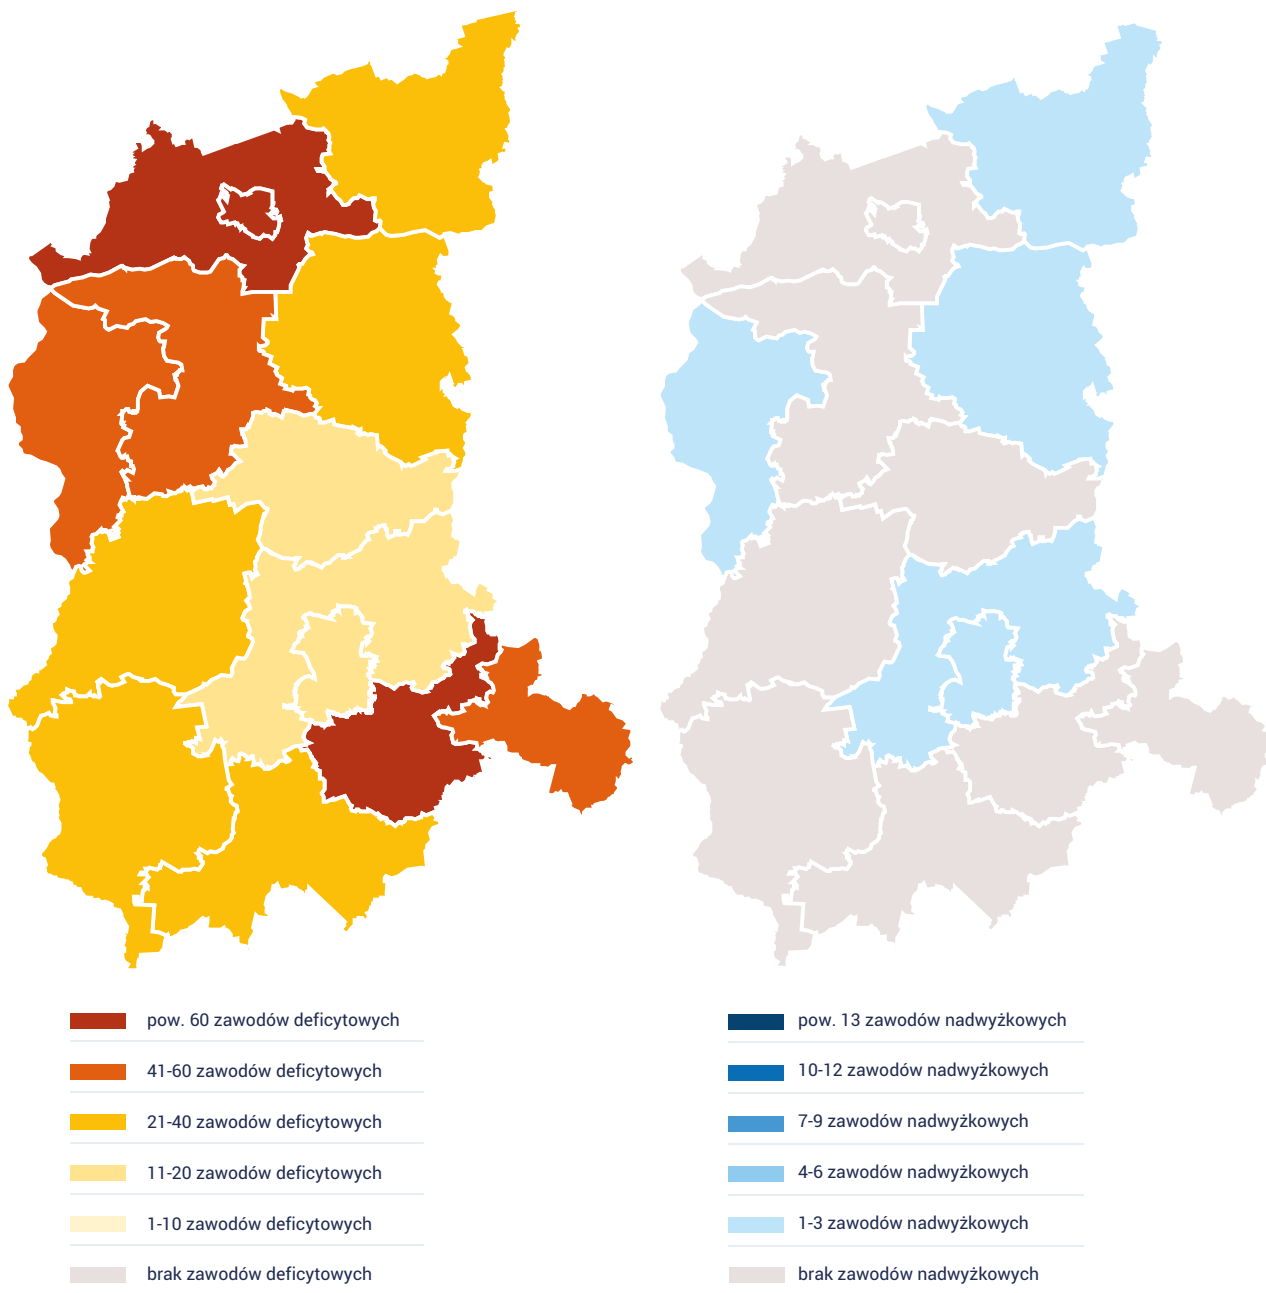 pow. 60 zawodów deficytowych
41-60 zawodów deficytowych
21-40 zawodów deficytowych
11-20 zawodów deficytowych
1-10 zawodów deficytowych
brak zawodów deficytowych
pow. 13 zawodów nadwyżkowych
10-12 zawodów nadwyżkowych
7-9 zawodów nadwyżkowych
4-6 zawodów nadwyżkowych
1-3 zawodów nadwyżkowych
brak zawodów nadwyżkowych